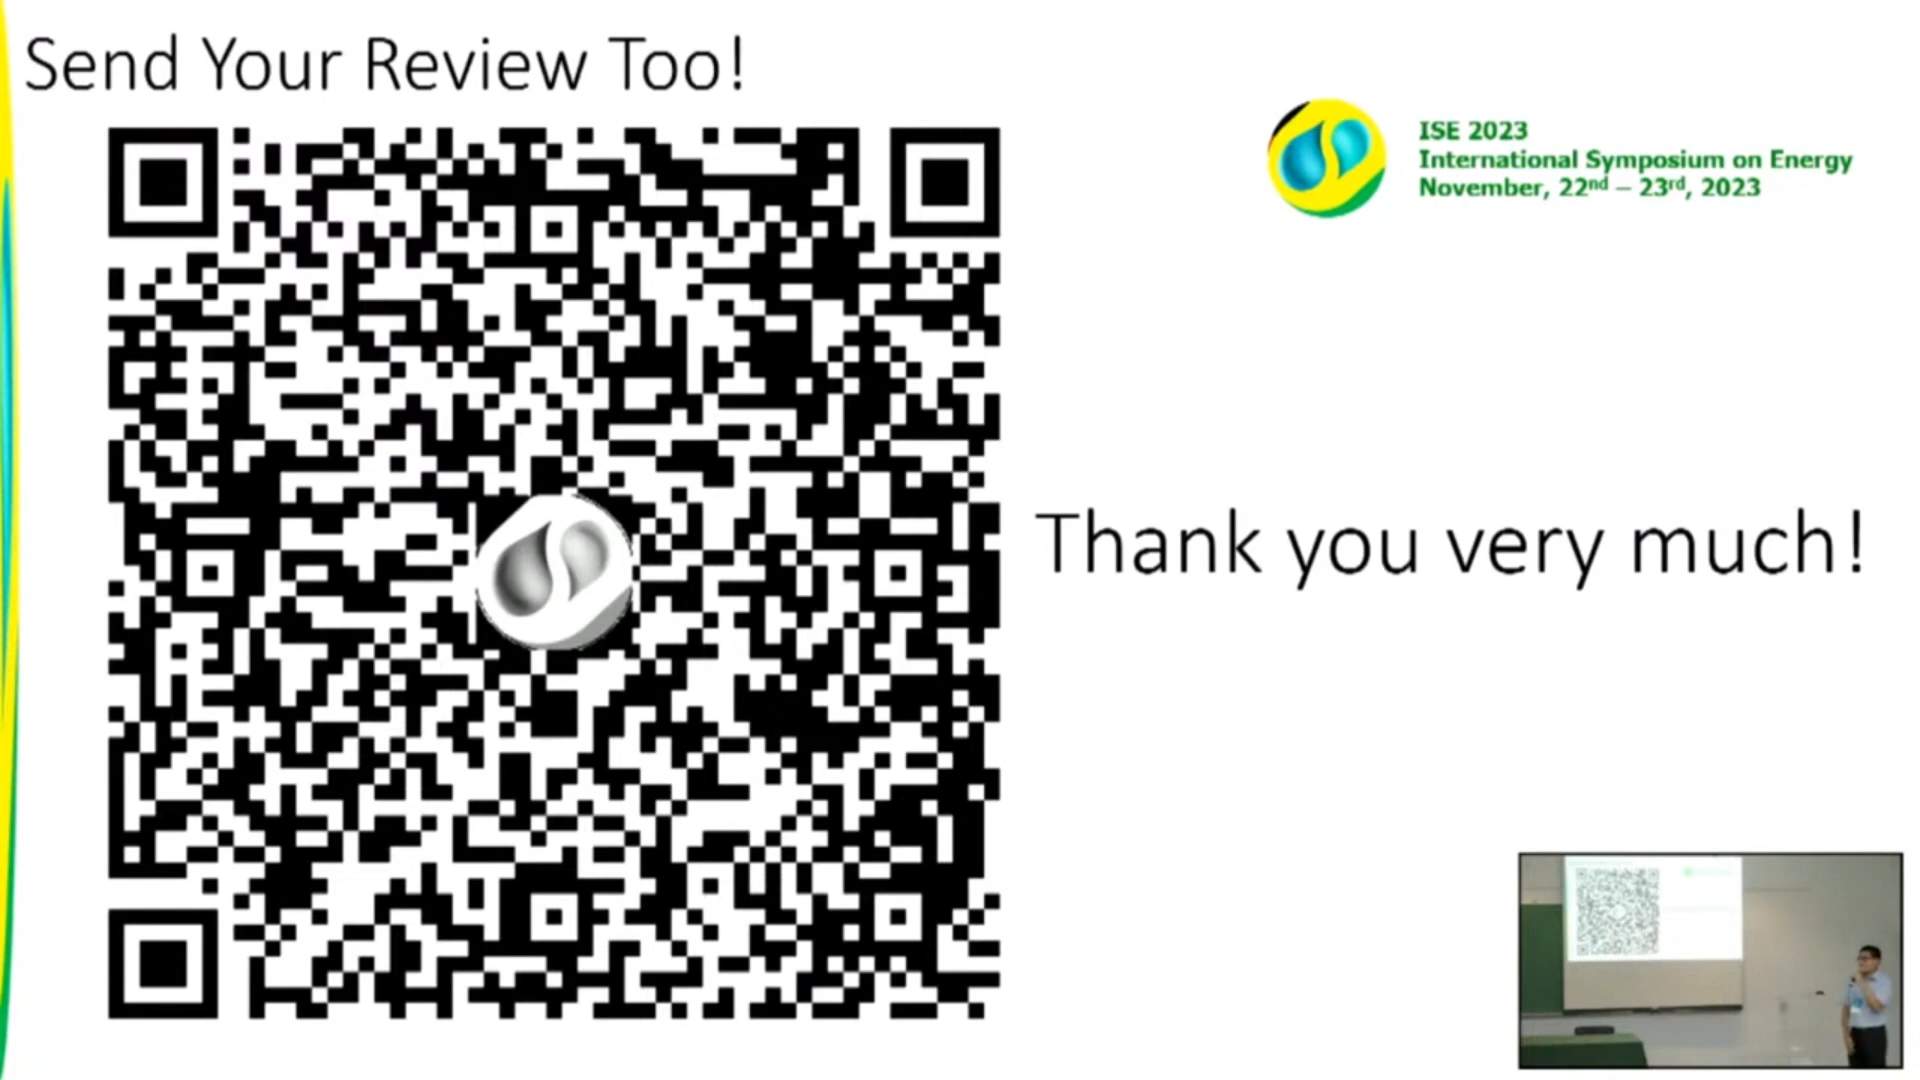 Send Your Review Too!
ISE 2023
International Symposium on Energy
November, 22nd – 23rd, 2023
Thank you very much!